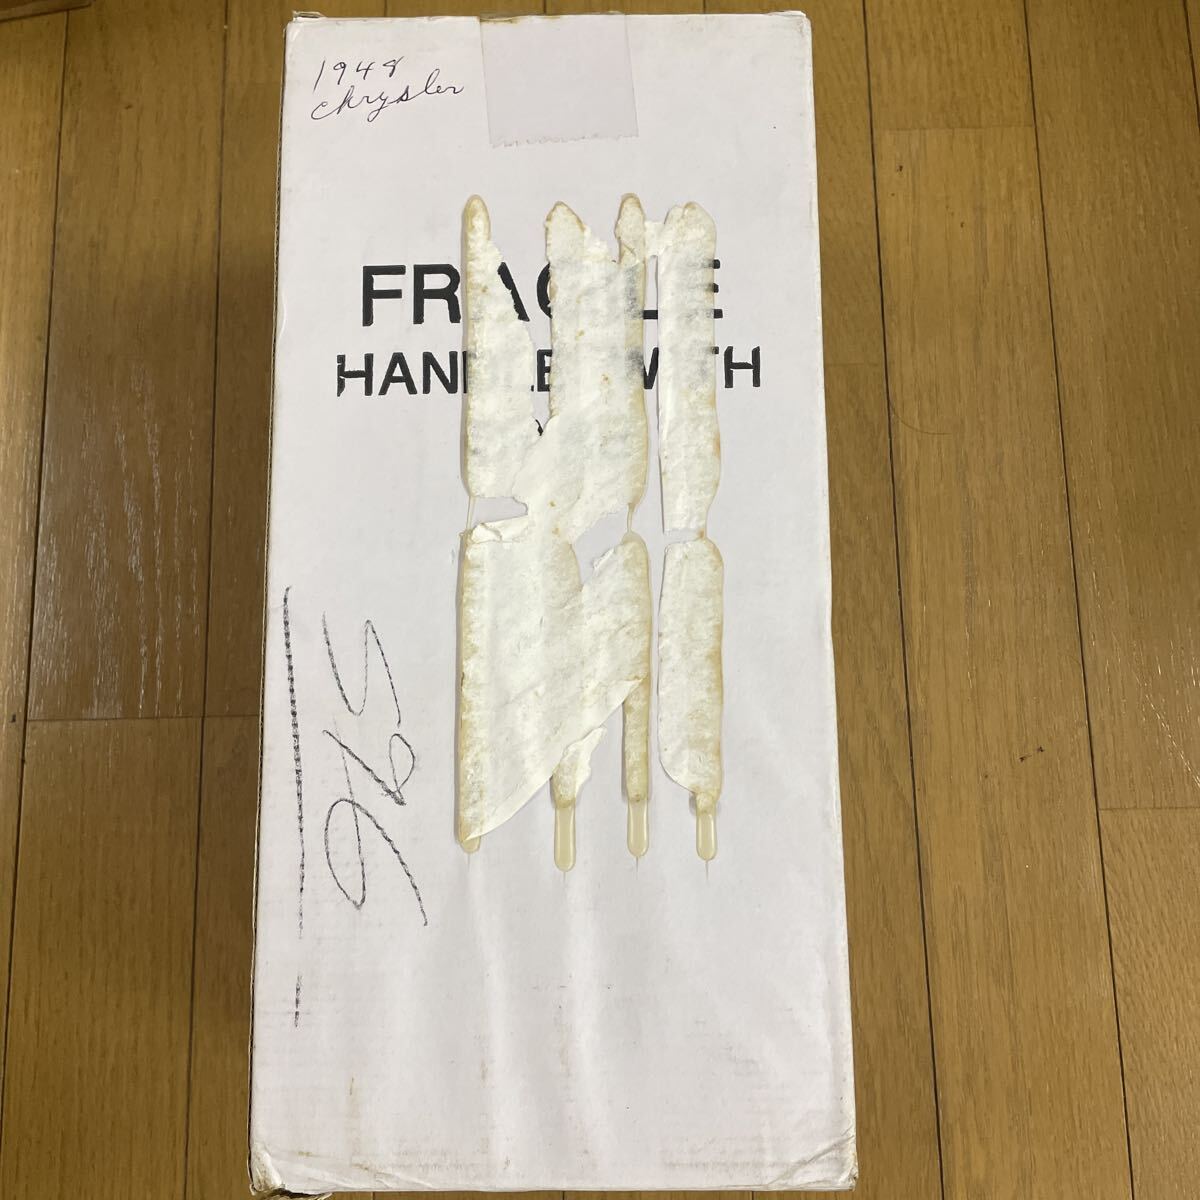 1948
chrysler
FRAGILE
HANDLE WITH